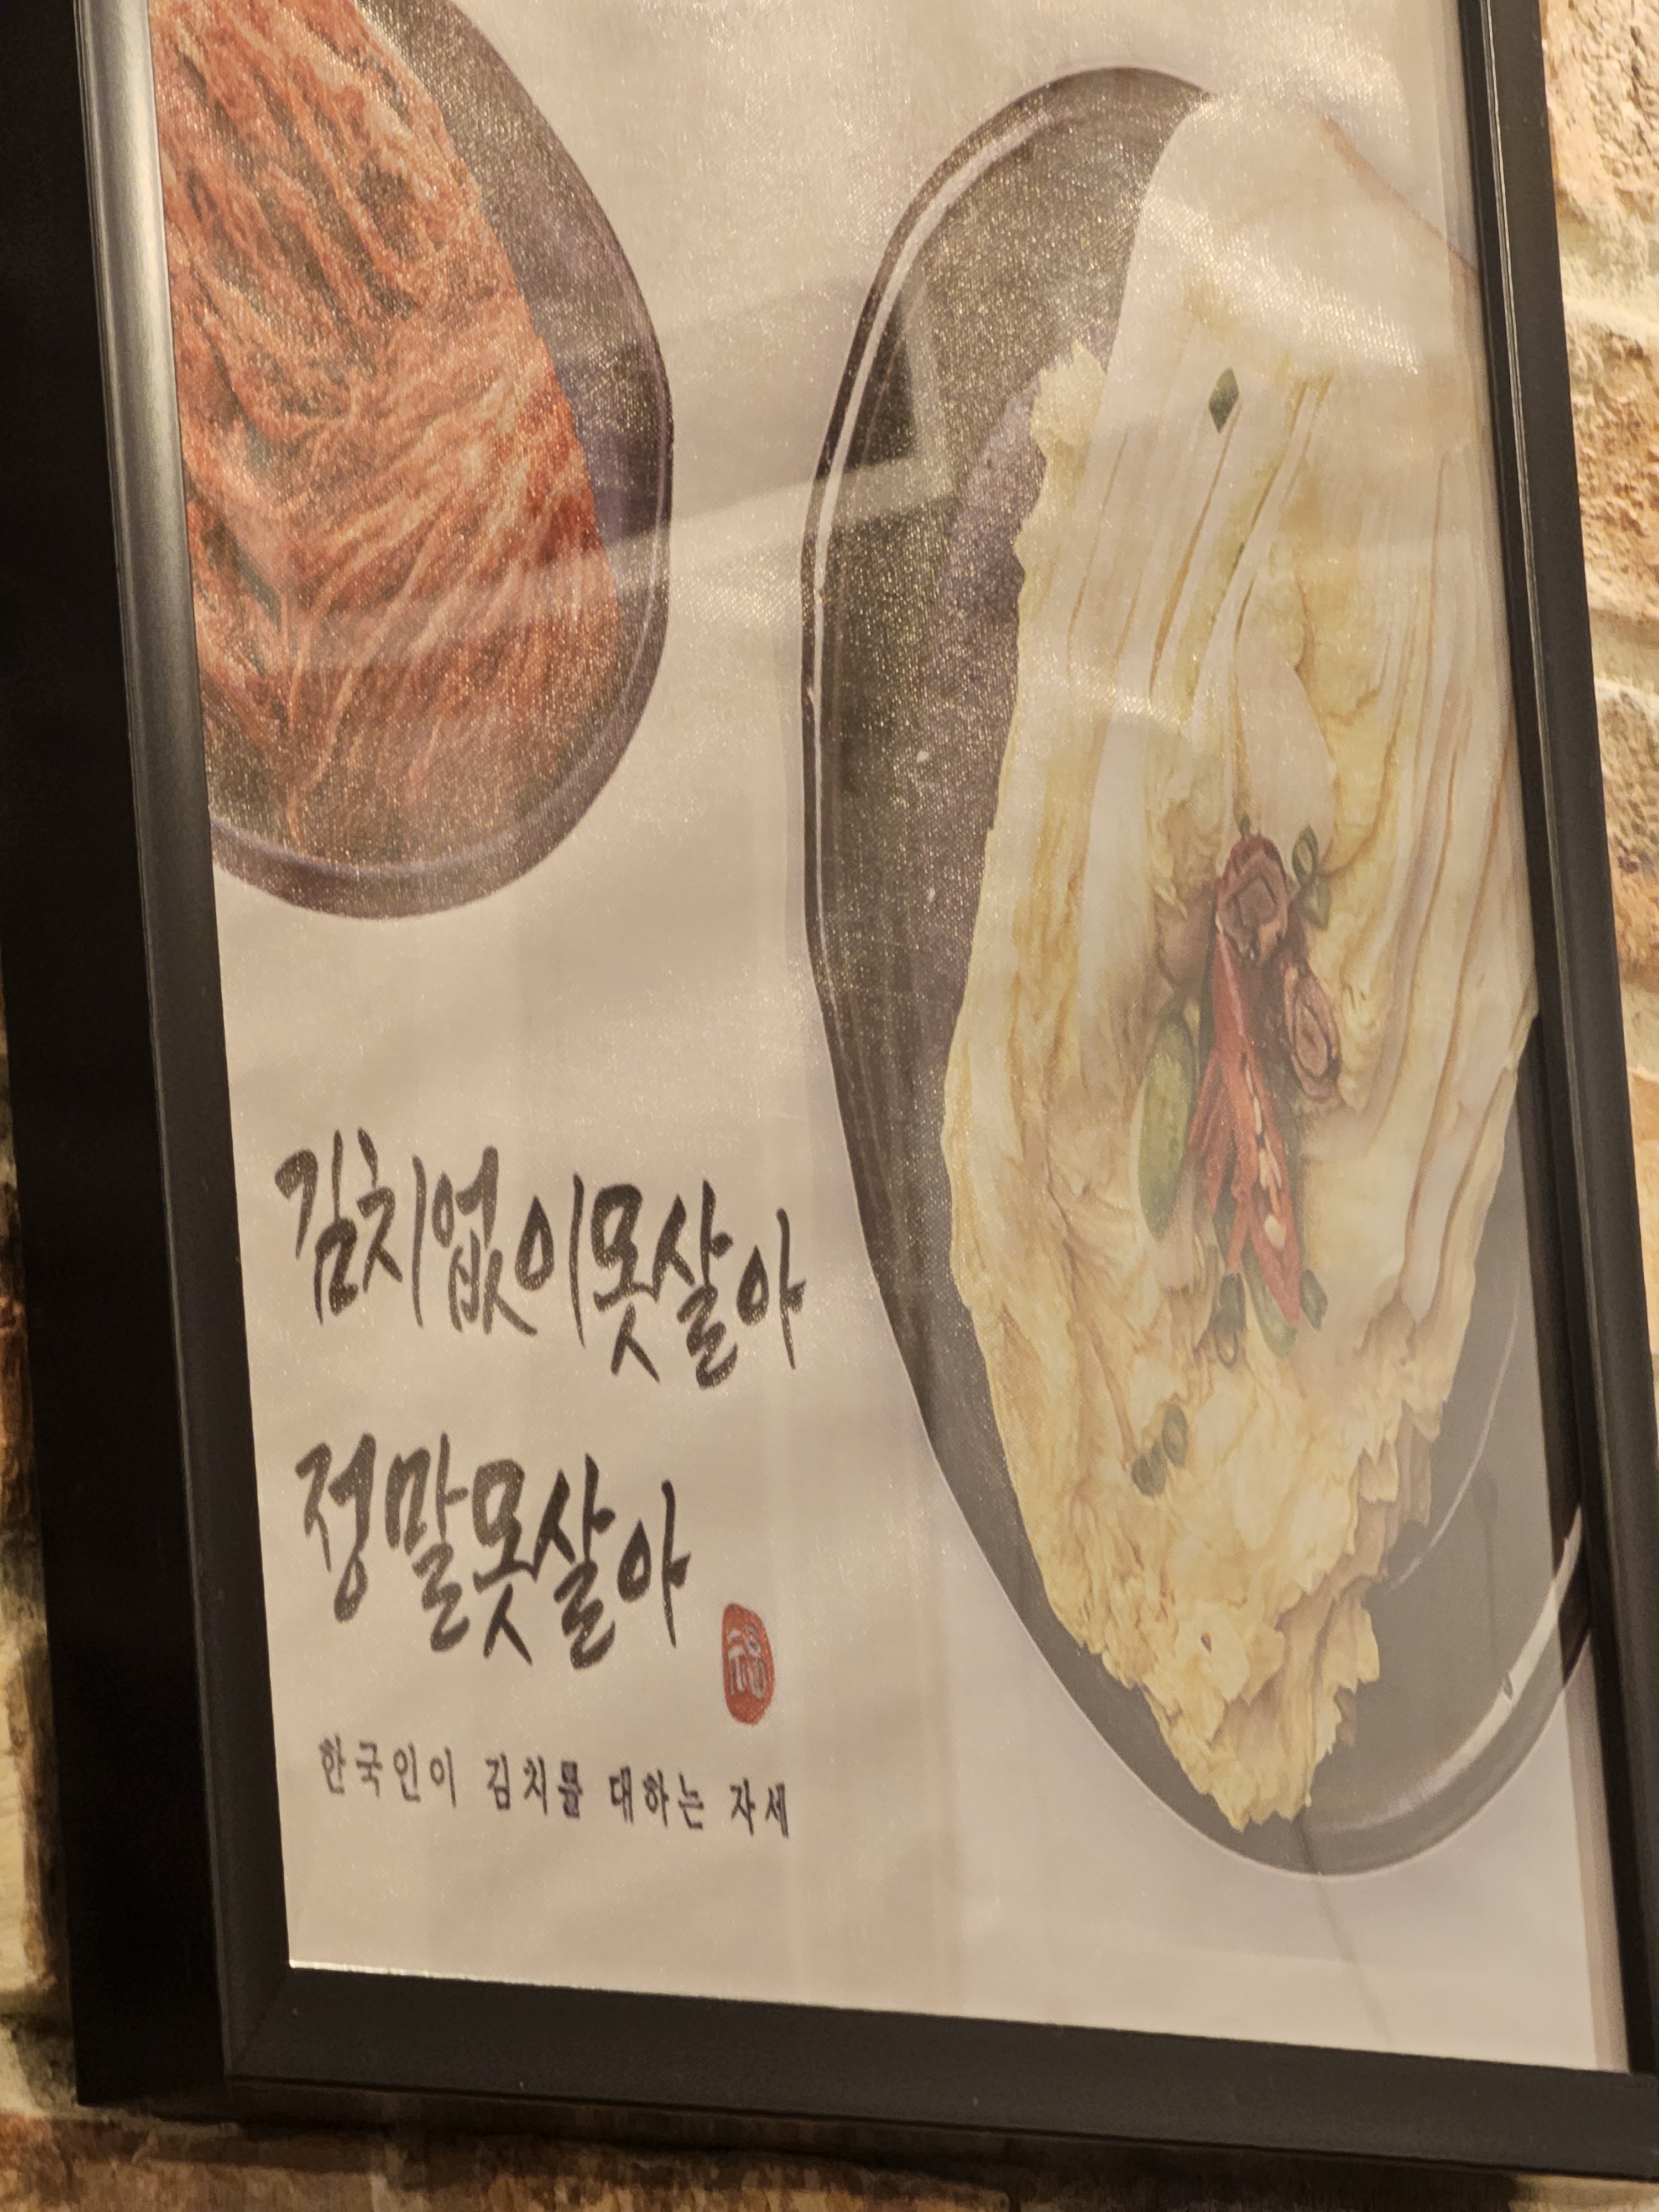 김치없이못살아
정말못살아
福
한국인이 김치를 대하는 자세